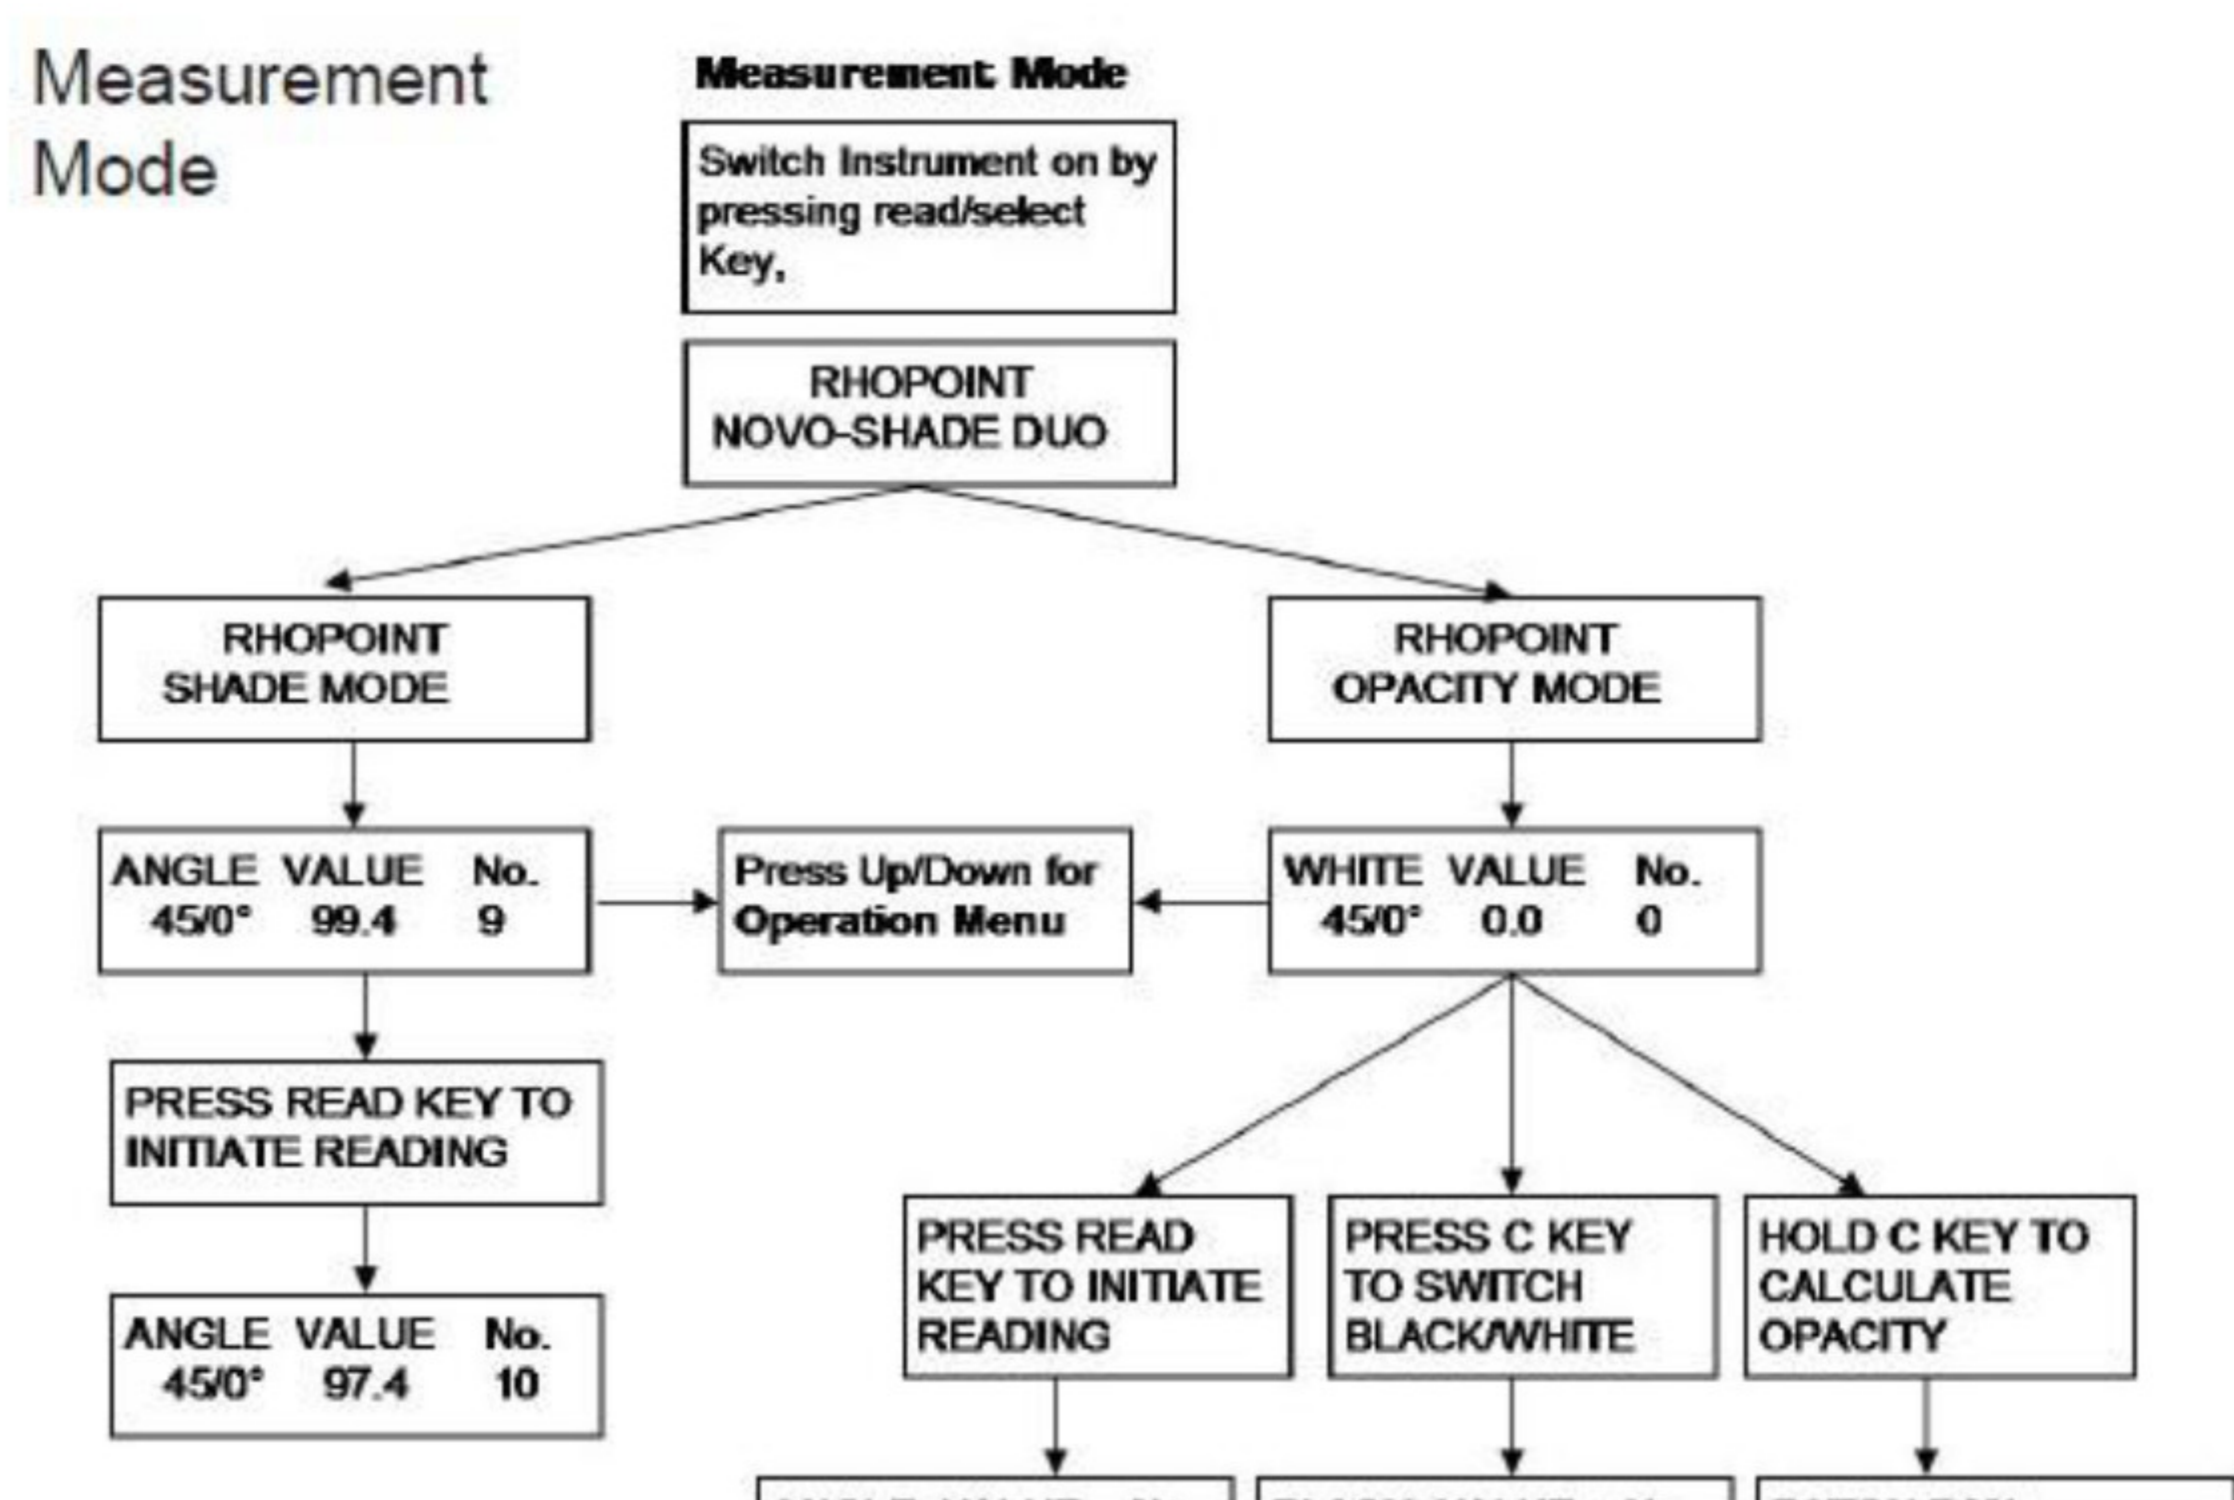 Measurement
Mode
Measurement Mode
Switch Instrument on by
pressing read/select
Key,
RHOPOINT
NOVO-SHADE DUO
RHOPOINT
SHADE MODE
RHOPOINT
OPACITY MODE
ANGLE VALUE No.
45/0° 99.4 9
Press Up/Down for
Operation Menu
WHITE VALUE No.
45/0° 0.0 0
PRESS READ KEY TO
INITIATE READING
ANGLE VALUE No.
45/0° 97.4 10
PRESS READ
KEY TO INITIATE
READING
PRESS C KEY
TO SWITCH
BLACK/WHITE
HOLD C KEY TO
CALCULATE
OPACITY